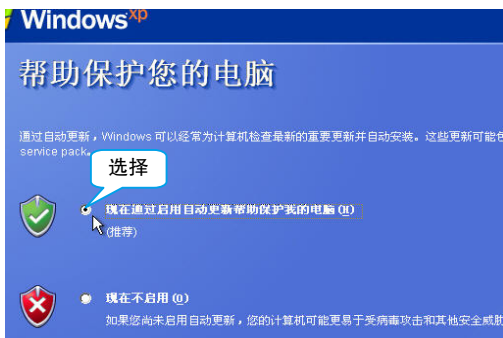 Windows xp
帮助保护您的电脑
通过自动更新，Windows 可以经常为计算机检查最新的重要更新并自动安装。这些更新可能包
service pack。
选择
现在通过启用自动更新帮助保护我的电脑(H)
(推荐)
现在不启用(O)
如果您尚未启用自动更新，您的计算机可能更易于受病毒攻击和其他安全威胁